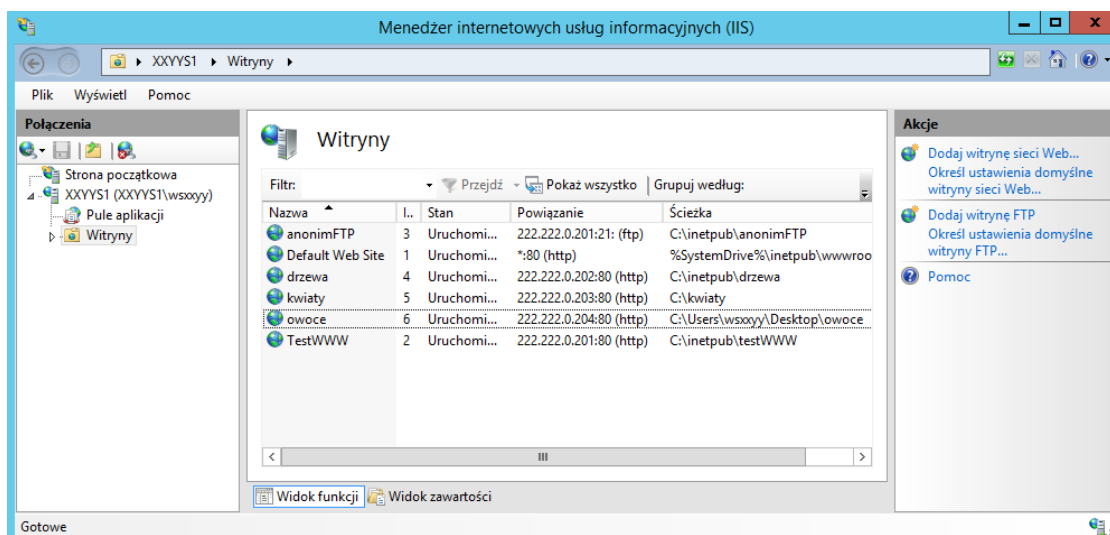 Menedżer internetowych usług informacyjnych (IIS)
XXYYS1 Witryny
Plik Wyświetl Pomoc
Połączenia
Strona początkowa
XXYYS1 (XXYYS1\wsxxyy)
Pule aplikacji
Witryny
Witryny
Filtr: Przejdź Pokaż wszystko Grupuj według:
Nazwa I.. Stan Powiązanie Ścieżka
anonimFTP 3 Uruchomi... 222.222.0.201:21: (ftp) C:\inetpub\anonimFTP
Default Web Site 1 Uruchomi... *:80 (http) %SystemDrive%\inetpub\wwwroo
drzewa 4 Uruchomi... 222.222.0.202:80 (http) C:\inetpub\drzewa
kwiaty 5 Uruchomi... 222.222.0.203:80 (http) C:\kwiaty
owoce 6 Uruchomi... 222.222.0.204:80 (http) C:\Users\wsxxyy\Desktop\owoce
TestWWW 2 Uruchomi... 222.222.0.201:80 (http) C:\inetpub\testWWW
Widok funkcji Widok zawartości
Akcje
Dodaj witrynę sieci Web...
Określ ustawienia domyślne
witryny sieci Web...
Dodaj witrynę FTP
Określ ustawienia domyślne
witryny FTP...
Pomoc
Gotowe